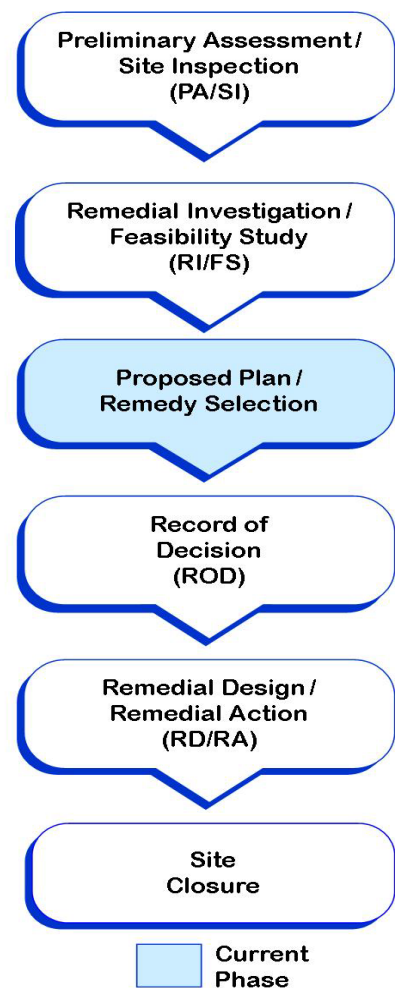 Preliminary Assessment /
Site Inspection
(PA/SI)
Remedial Investigation /
Feasibility Study
(RI/FS)
Proposed Plan /
Remedy Selection
Record of
Decision
(ROD)
Remedial Design /
Remedial Action
(RD/RA)
Site
Closure
Current
Phase